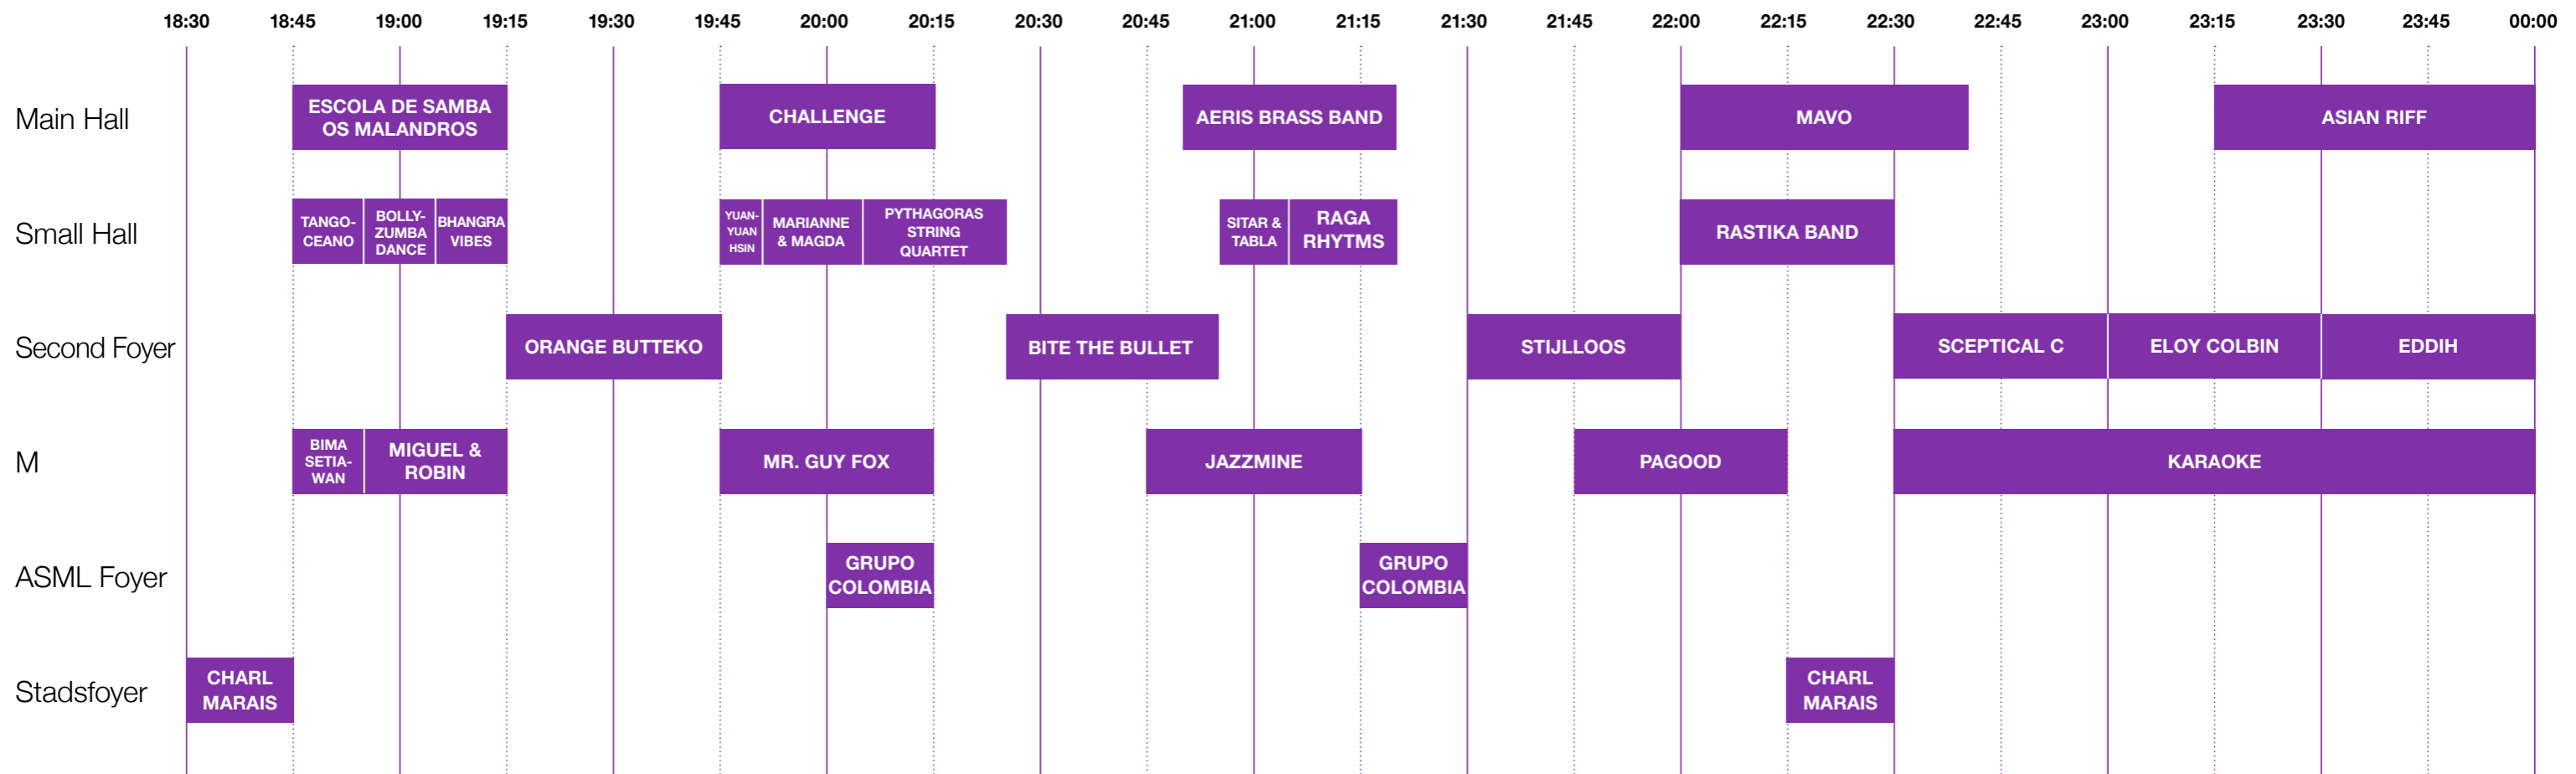 18:30 18:45 19:00 19:15 19:30 19:45 20:00 20:15 20:30 20:45 21:00 21:15 21:30 21:45 22:00 22:15 22:30 22:45 23:00 23:15 23:30 23:45 00:00
Main Hall
ESCOLA DE SAMBA
OS MALANDROS
CHALLENGE
AERIS BRASS BAND
MAVO
ASIAN RIFF
Small Hall
TANGO-
CEANO
BOLLY-
ZUMBA
DANCE
BHANGRA
VIBES
YUAN-
YUAN
HSIN
MARIANNE
& MAGDA
PYTHAGORAS
STRING
QUARTET
SITAR &
TABLA
RAGA
RHYTMS
RASTIKA BAND
Second Foyer
ORANGE BUTTEKO
BITE THE BULLET
STIJLLOOS
SCEPTICAL C
ELOY COLBIN
EDDIH
M
BIMA
SETIA-
WAN
MIGUEL &
ROBIN
MR. GUY FOX
JAZZMINE
PAGOOD
KARAOKE
ASML Foyer
GRUPO
COLOMBIA
GRUPO
COLOMBIA
Stadsfoyer
CHARL
MARAIS
CHARL
MARAIS